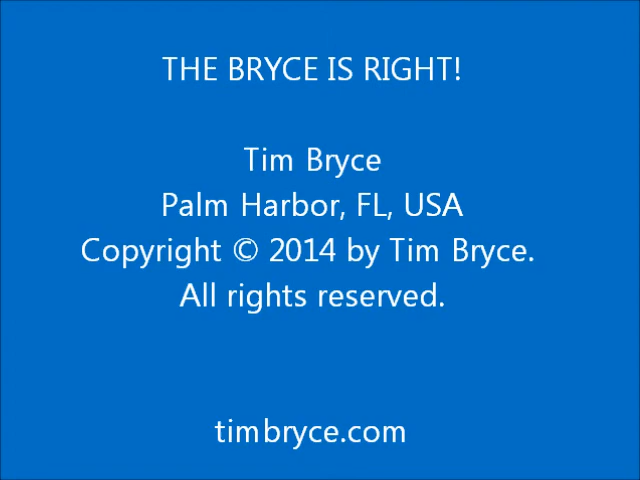 THE BRYCE IS RIGHT!
Tim Bryce
Palm Harbor, FL, USA
Copyright © 2014 by Tim Bryce.
All rights reserved.
timbryce.com